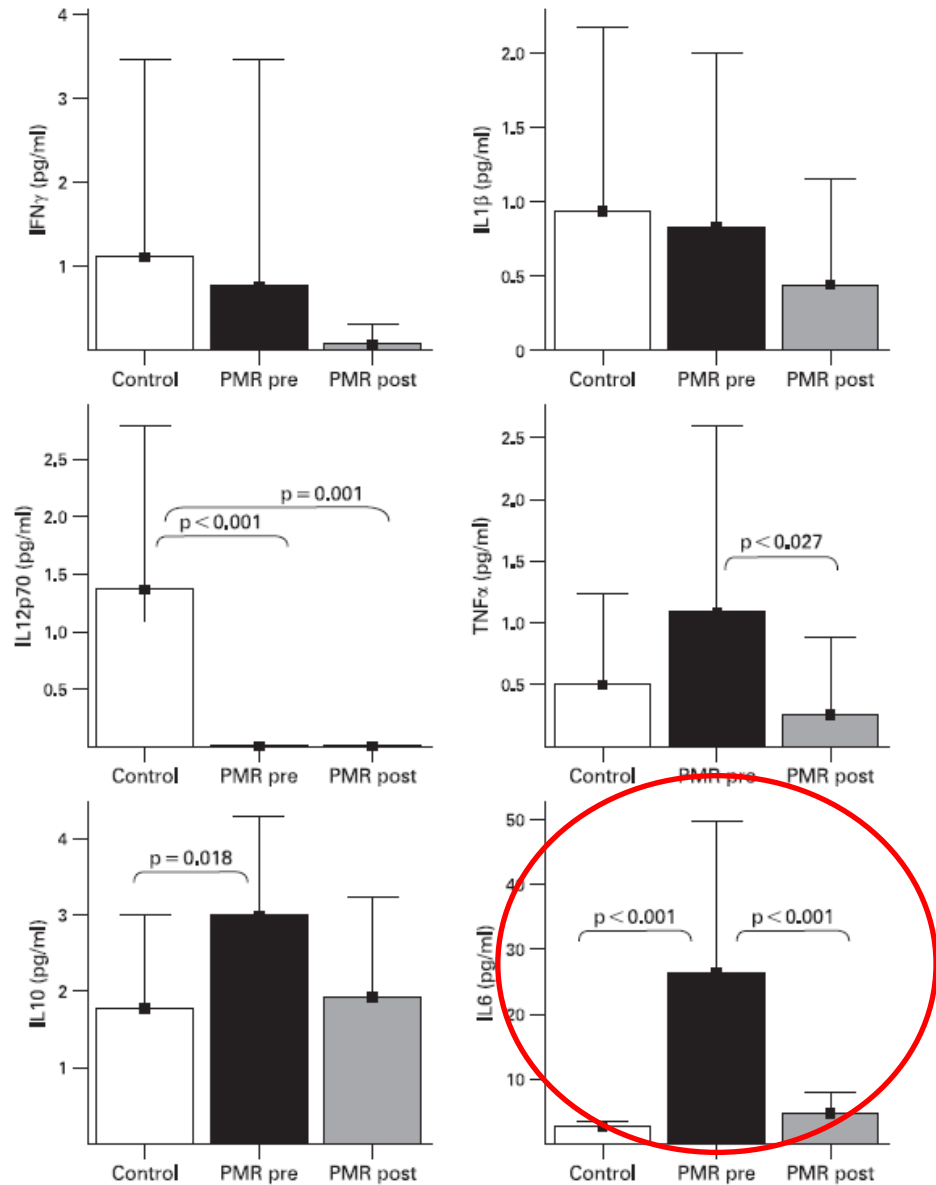 4
3
2
1
IFNγ (pg/ml)
Control PMR pre PMR post
2.0
1.5
1.0
0.5
0
IL1β (pg/ml)
Control PMR pre PMR post
2.5
2.0
1.5
1.0
0.5
IL12p70 (pg/ml)
p = 0.001
p < 0.001
Control PMR pre PMR post
2.5
2.0
1.5
1.0
0.5
TNFα (pg/ml)
p < 0.027
Control PMR pre PMR post
4
3
2
1
IL10 (pg/ml)
p = 0.018
Control PMR pre PMR post
50
40
30
20
10
IL6 (pg/ml)
p < 0.001 p < 0.001
Control PMR pre PMR post